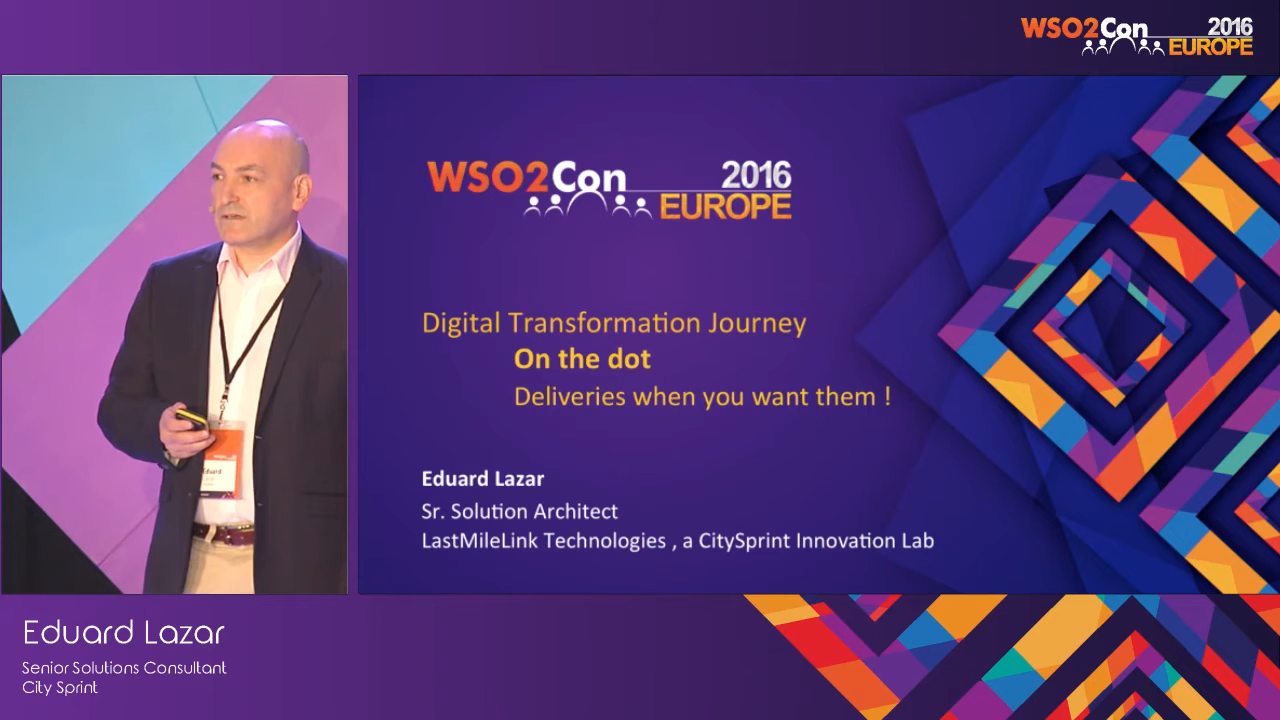 WSO2Con 2016
EUROPE
WSO2Con 2016
EUROPE
Digital Transformation Journey
On the dot
Deliveries when you want them !
Eduard Lazar
Sr. Solution Architect
LastMileLink Technologies , a CitySprint Innovation Lab
Eduard
Eduard Lazar
Senior Solutions Consultant
City Sprint